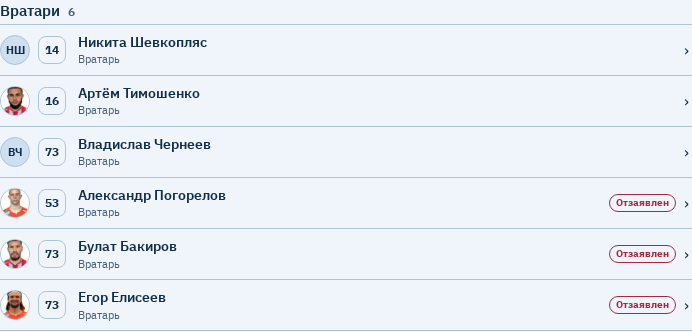 Вратари 6
НШ 14 Никита Шевкопляс
Вратарь
16 Артём Тимошенко
Вратарь
ВЧ 73 Владислав Чернеев
Вратарь
53 Александр Погорелов Отзаявлен
Вратарь
73 Булат Бакиров Отзаявлен
Вратарь
73 Егор Елисеев Отзаявлен
Вратарь